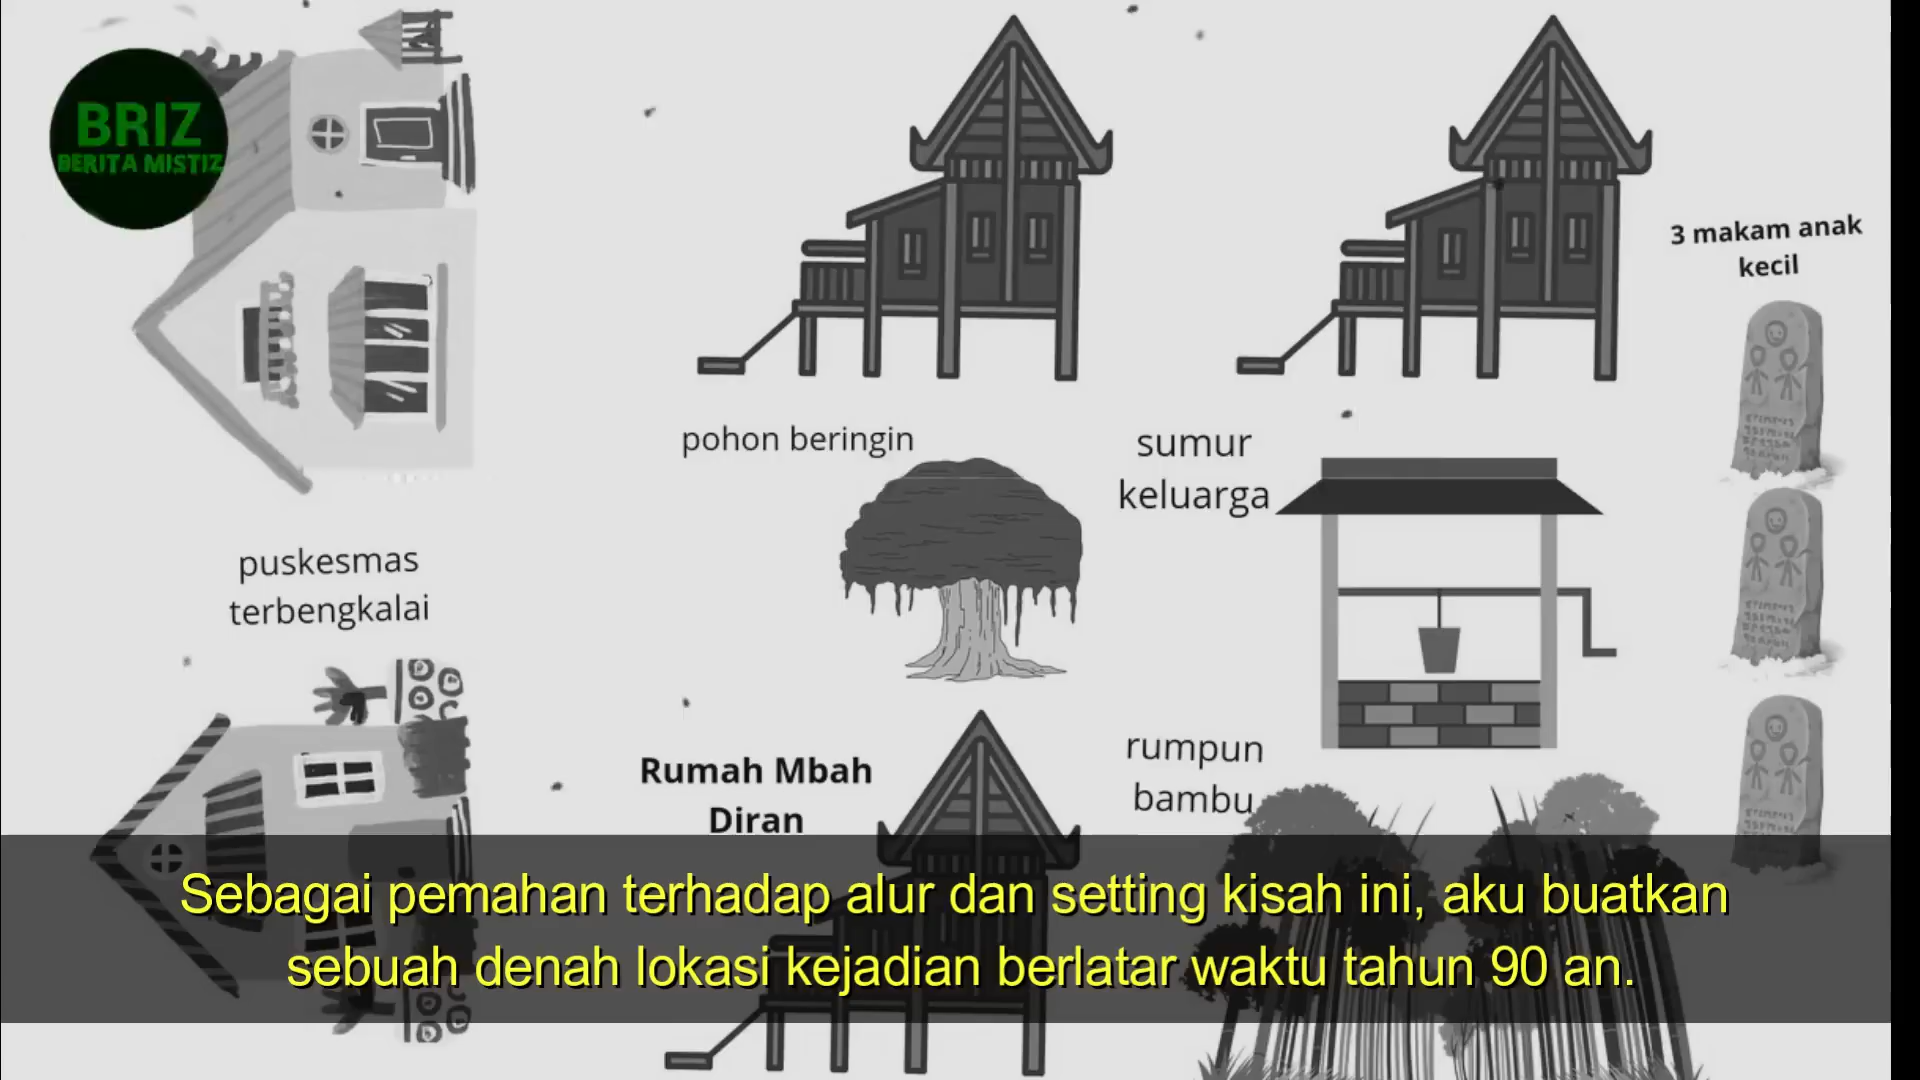 BRIZ
BERITA MISTIZ
3 makam anak
kecil
pohon beringin
sumur
keluarga
puskesmas
terbengkalai
Rumah Mbah
Diran
rumpun
bambu
Sebagai pemahan terhadap alur dan setting kisah ini, aku buatkan
sebuah denah lokasi kejadian berlatar waktu tahun 90 an.